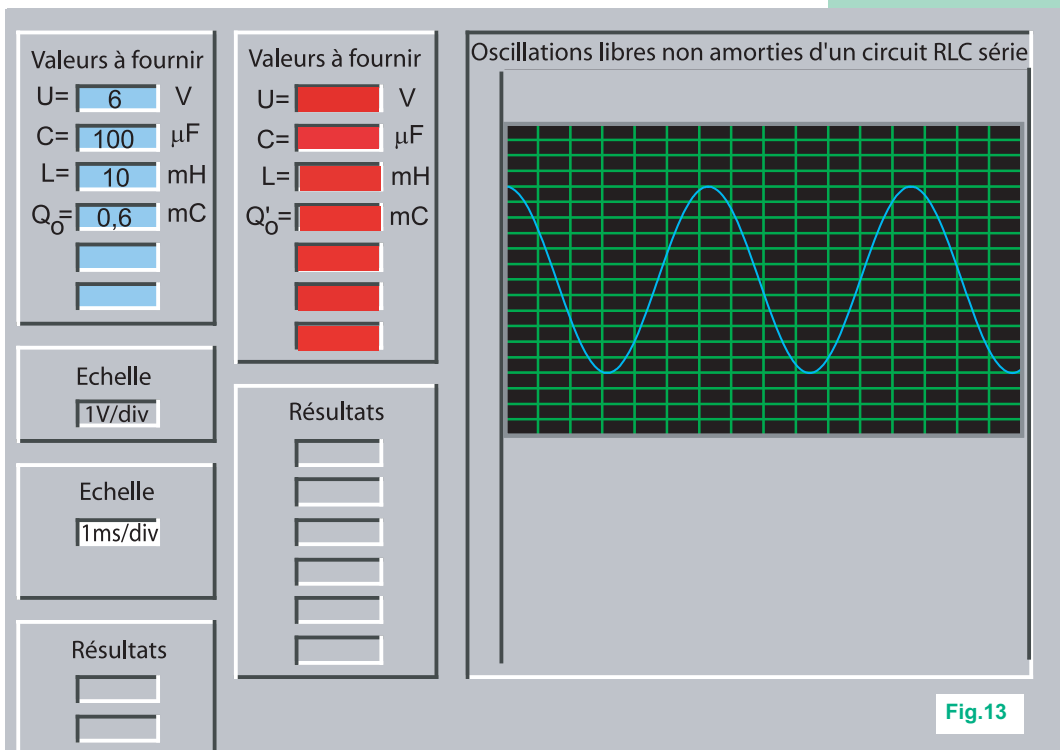 Valeurs à fournir
U= 6 V
C= 100 μF
L= 10 mH
Qo= 0,6 mC
Echelle
1V/div
Echelle
1ms/div
Résultats
Valeurs à fournir
U= V
C= μF
L= mH
Q'o= mC
Résultats
Oscillations libres non amorties d'un circuit RLC série
Fig.13